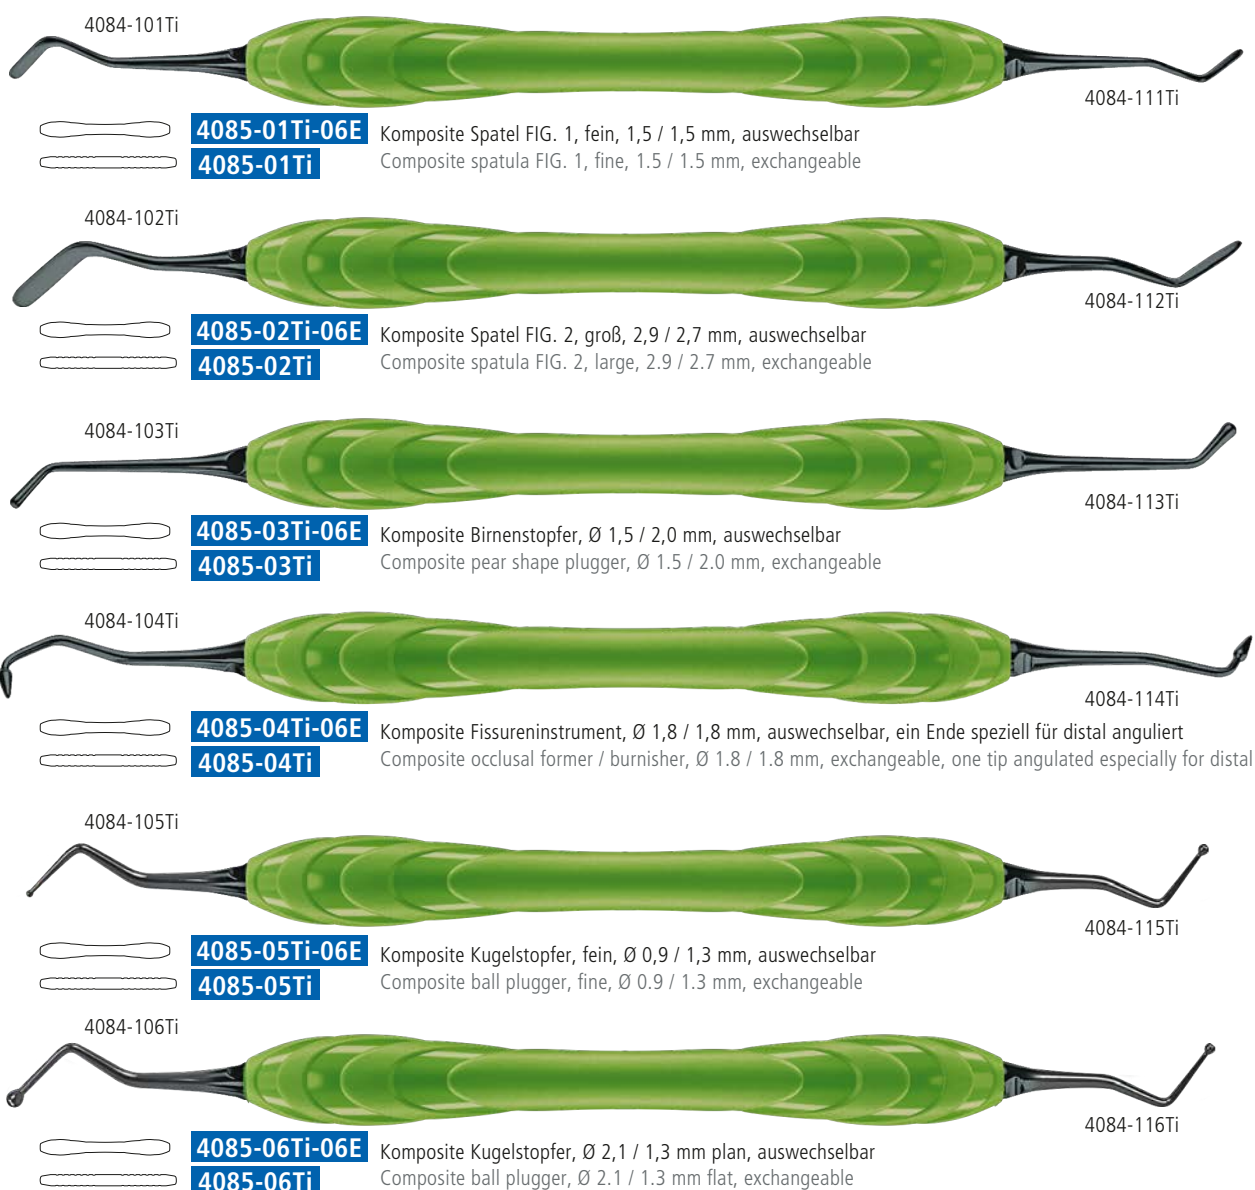 4084-101Ti
4084-111Ti
4085-01Ti-06E Komposite Spatel FIG. 1, fein, 1,5 / 1,5 mm, auswechselbar
4085-01Ti Composite spatula FIG. 1, fine, 1.5 / 1.5 mm, exchangeable
4084-102Ti
4084-112Ti
4085-02Ti-06E Komposite Spatel FIG. 2, groß, 2,9 / 2,7 mm, auswechselbar
4085-02Ti Composite spatula FIG. 2, large, 2.9 / 2.7 mm, exchangeable
4084-103Ti
4084-113Ti
4085-03Ti-06E Komposite Birnenstopfer, Ø 1,5 / 2,0 mm, auswechselbar
4085-03Ti Composite pear shape plugger, Ø 1.5 / 2.0 mm, exchangeable
4084-104Ti
4084-114Ti
4085-04Ti-06E Komposite Fissureninstrument, Ø 1,8 / 1,8 mm, auswechselbar, ein Ende speziell für distal anguliert
4085-04Ti Composite occlusal former / burnisher, Ø 1.8 / 1.8 mm, exchangeable, one tip angulated especially for distal
4084-105Ti
4084-115Ti
4085-05Ti-06E Komposite Kugelstopfer, fein, Ø 0,9 / 1,3 mm, auswechselbar
4085-05Ti Composite ball plugger, fine, Ø 0.9 / 1.3 mm, exchangeable
4084-106Ti
4084-116Ti
4085-06Ti-06E Komposite Kugelstopfer, Ø 2,1 / 1,3 mm plan, auswechselbar
4085-06Ti Composite ball plugger, Ø 2.1 / 1.3 mm flat, exchangeable